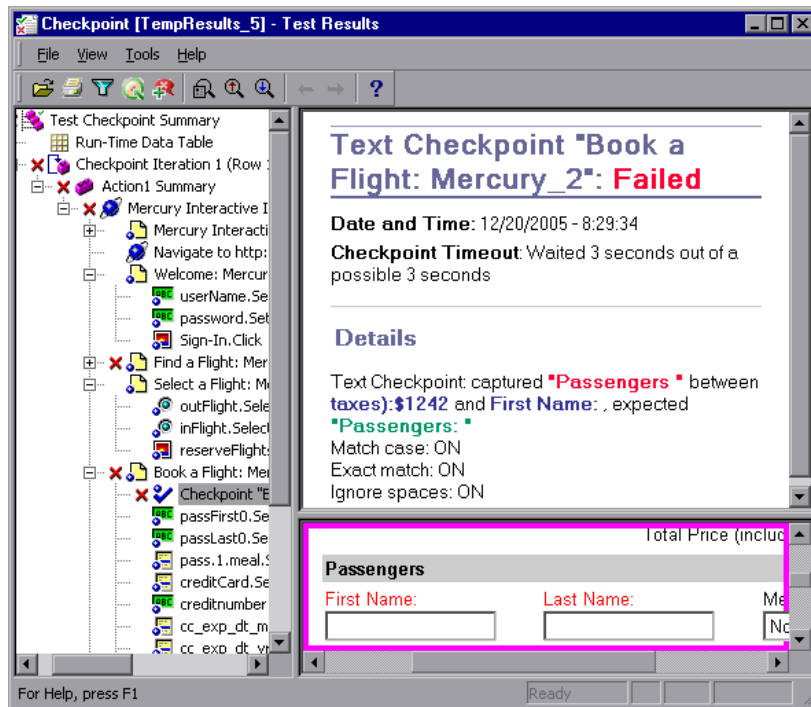 Checkpoint [TempResults_5] - Test Results
File View Tools Help
Test Checkpoint Summary
Run-Time Data Table
Checkpoint Iteration 1 (Row
Action1 Summary
Mercury Interactive I
Mercury Interacti
Navigate to http:
Welcome: Mercur
userName.Se
password.Set
Sign-In.Click
Find a Flight: Mer
Select a Flight: Me
outFlight.Sele
inFlight.Select
reserveFlights
Book a Flight: Mer
Checkpoint "B
passFirst0.Se
passLast0.Se
pass.1.meal.S
creditCard.Se
creditnumber
cc_exp_dt_m
cc_exp_dt_yr
Text Checkpoint "Book a
Flight: Mercury_2": Failed
Date and Time: 12/20/2005 - 8:29:34
Checkpoint Timeout: Waited 3 seconds out of a
possible 3 seconds
Details
Text Checkpoint: captured "Passengers " between
taxes):$1242 and First Name: , expected
"Passengers: "
Match case: ON
Exact match: ON
Ignore spaces: ON
Total Price (includ
Passengers
First Name: Last Name: Me
No
For Help, press F1
Ready